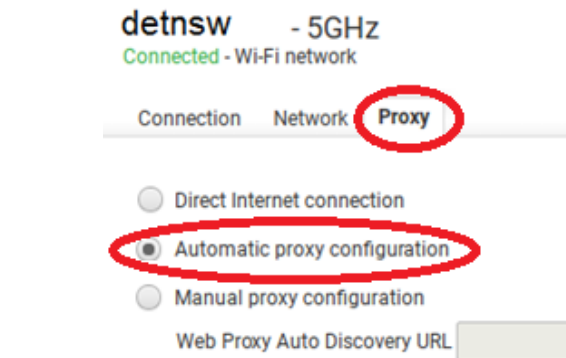 detnsw - 5GHz
Connected - Wi-Fi network
Connection Network Proxy
Direct Internet connection
Automatic proxy configuration
Manual proxy configuration
Web Proxy Auto Discovery URL